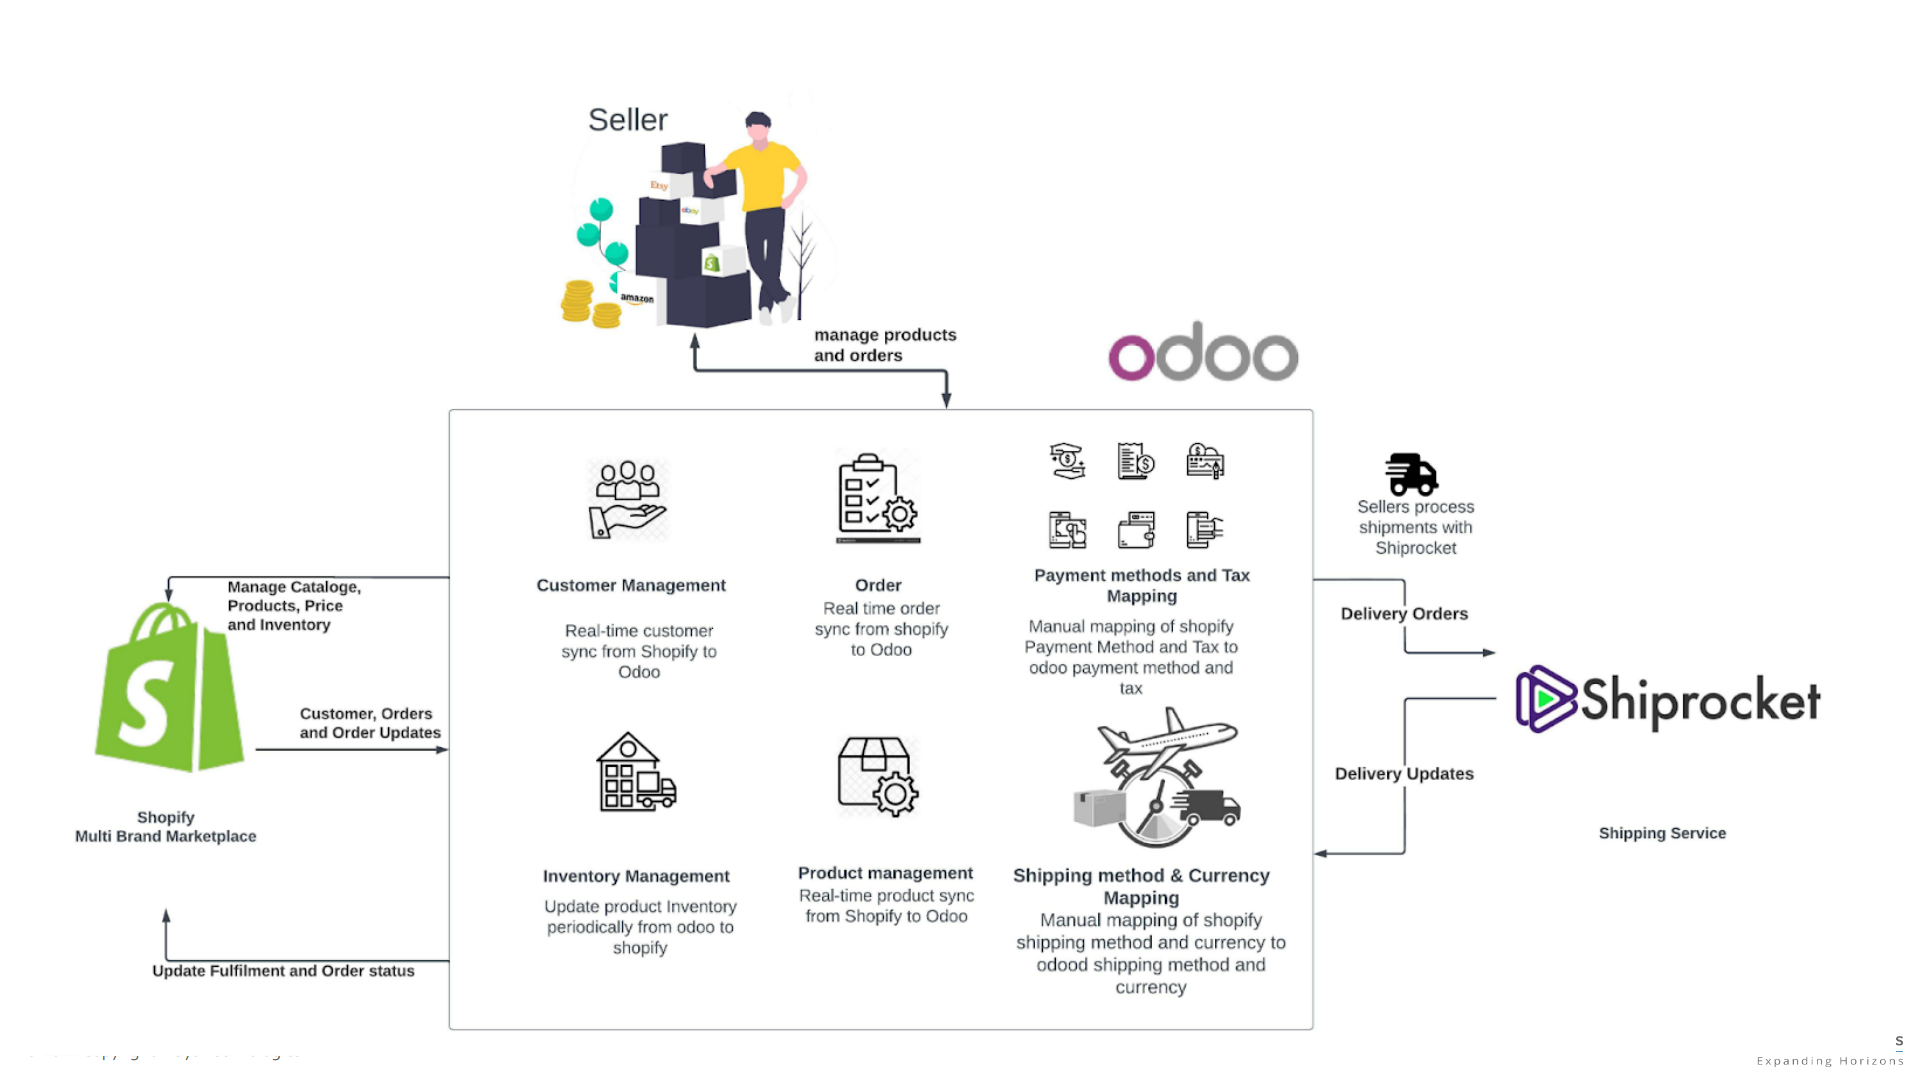 Seller
Etsy
ebay
amazon
manage products
and orders
odoo
Sellers process
shipments with
Shiprocket
Customer Management
Real-time customer
sync from Shopify to
Odoo
Order
Real time order
sync from shopify
to Odoo
Payment methods and Tax
Mapping
Manual mapping of shopify
Payment Method and Tax to
odoo payment method and
tax
Manage Cataloge,
Products, Price
and Inventory
Delivery Orders
Customer, Orders
and Order Updates
Shiprocket
Delivery Updates
Shopify
Multi Brand Marketplace
Shipping Service
Inventory Management
Update product Inventory
periodically from odoo to
shopify
Product management
Real-time product sync
from Shopify to Odoo
Shipping method & Currency
Mapping
Manual mapping of shopify
shipping method and currency to
odood shipping method and
currency
Update Fulfilment and Order status
S
Expanding Horizons